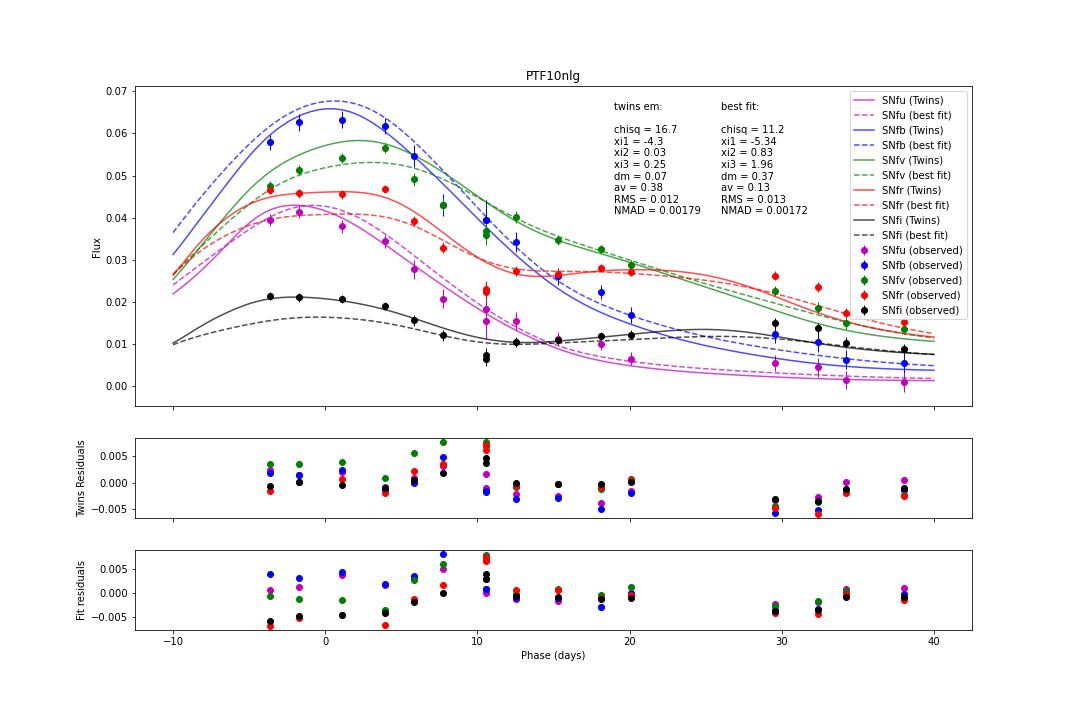 PTF10nlg
0.07
0.06
0.05
0.04
0.03
0.02
0.01
0.00
Flux
twins em: best fit:
chisq = 16.7 chisq = 11.2
xi1 = -4.3 xi1 = -5.34
xi2 = 0.03 xi2 = 0.83
xi3 = 0.25 xi3 = 1.96
dm = 0.07 dm = 0.37
av = 0.38 av = 0.13
RMS = 0.012 RMS = 0.013
NMAD = 0.00179 NMAD = 0.00172
SNfu (Twins)
SNfu (best fit)
SNfb (Twins)
SNfb (best fit)
SNfv (Twins)
SNfv (best fit)
SNfr (Twins)
SNfr (best fit)
SNfi (Twins)
SNfi (best fit)
SNfu (observed)
SNfb (observed)
SNfv (observed)
SNfr (observed)
SNfi (observed)
0.005
0.000
−0.005
Twins Residuals
0.005
0.000
−0.005
Fit residuals
−10 0 10 20 30 40
Phase (days)